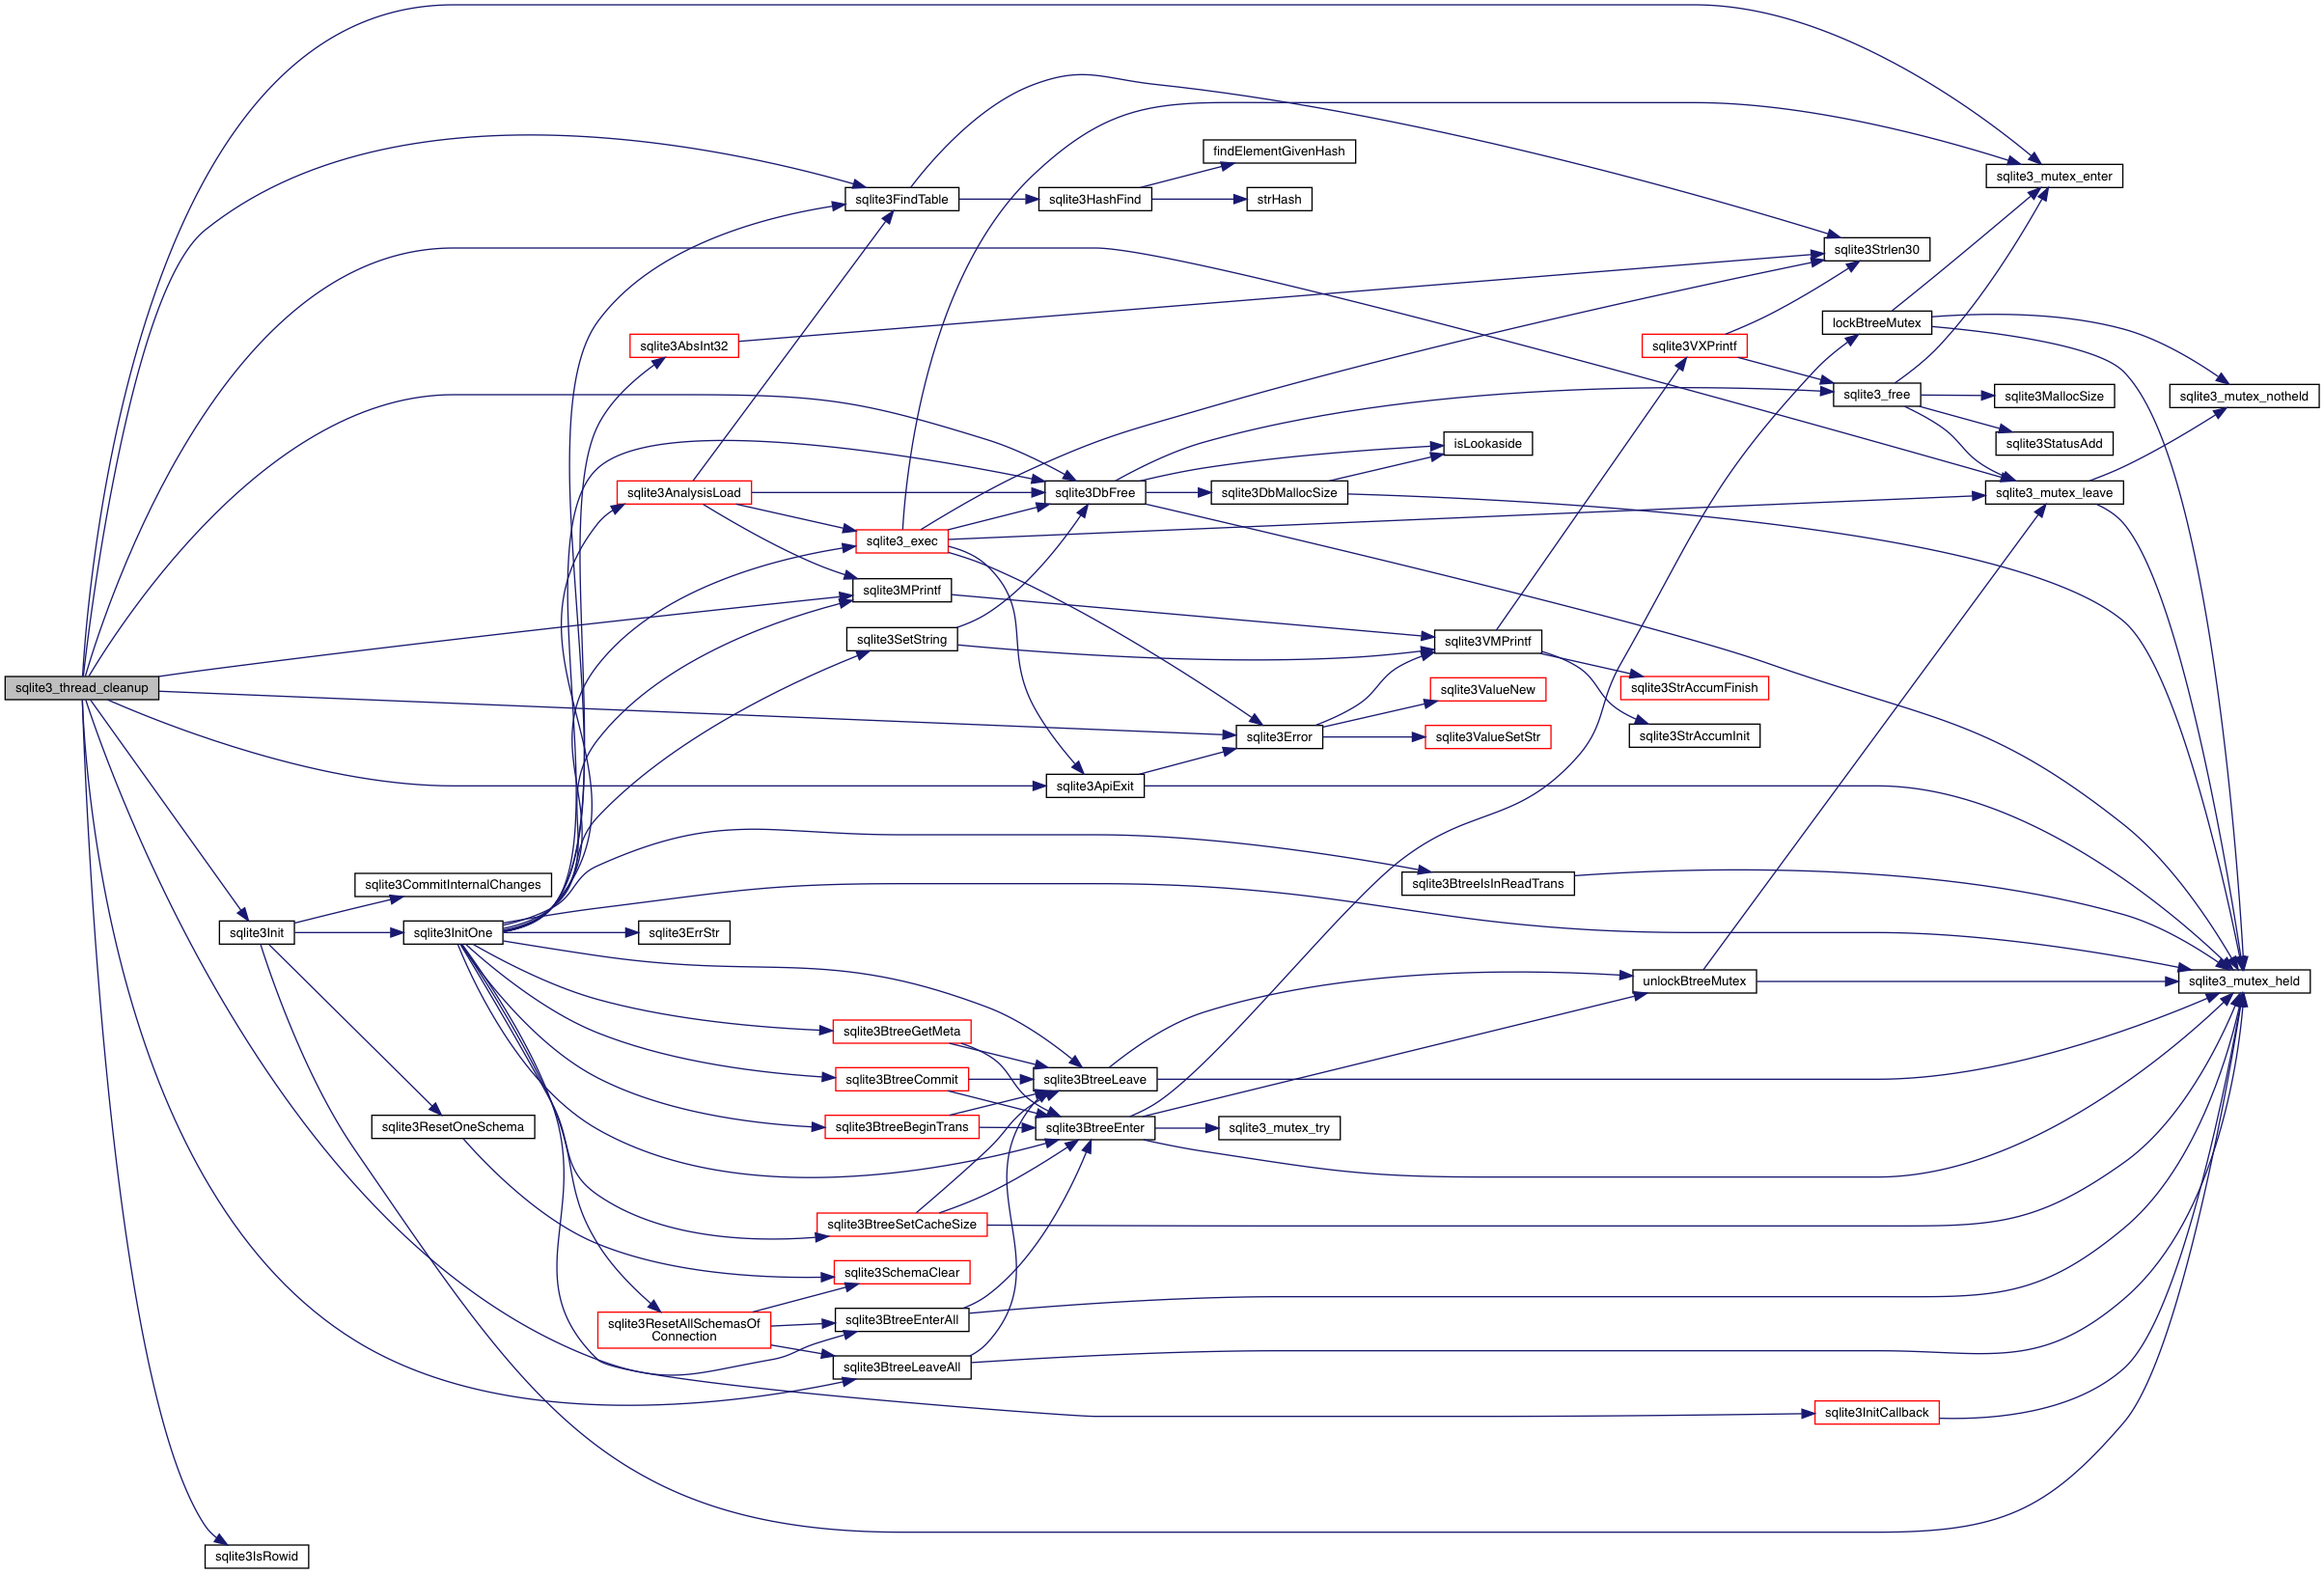 findElementGivenHash
sqlite3_mutex_enter
sqlite3FindTable
sqlite3HashFind
strHash
sqlite3Strlen30
lockBtreeMutex
sqlite3AbsInt32
sqlite3VXPrintf
sqlite3_free
sqlite3MallocSize
sqlite3_mutex_notheld
isLookaside
sqlite3StatusAdd
sqlite3AnalysisLoad
sqlite3DbFree
sqlite3DbMallocSize
sqlite3_mutex_leave
sqlite3_exec
sqlite3MPrintf
sqlite3SetString
sqlite3VMPrintf
sqlite3_thread_cleanup
sqlite3ValueNew
sqlite3StrAccumFinish
sqlite3Error
sqlite3ValueSetStr
sqlite3StrAccumInit
sqlite3ApiExit
sqlite3CommitInternalChanges
sqlite3BtreeIsInReadTrans
sqlite3Init
sqlite3InitOne
sqlite3ErrStr
unlockBtreeMutex
sqlite3_mutex_held
sqlite3BtreeGetMeta
sqlite3BtreeCommit
sqlite3BtreeLeave
sqlite3ResetOneSchema
sqlite3BtreeBeginTrans
sqlite3BtreeEnter
sqlite3_mutex_try
sqlite3BtreeSetCacheSize
sqlite3SchemaClear
sqlite3ResetAllSchemasOf
Connection
sqlite3BtreeEnterAll
sqlite3BtreeLeaveAll
sqlite3InitCallback
sqlite3IsRowid